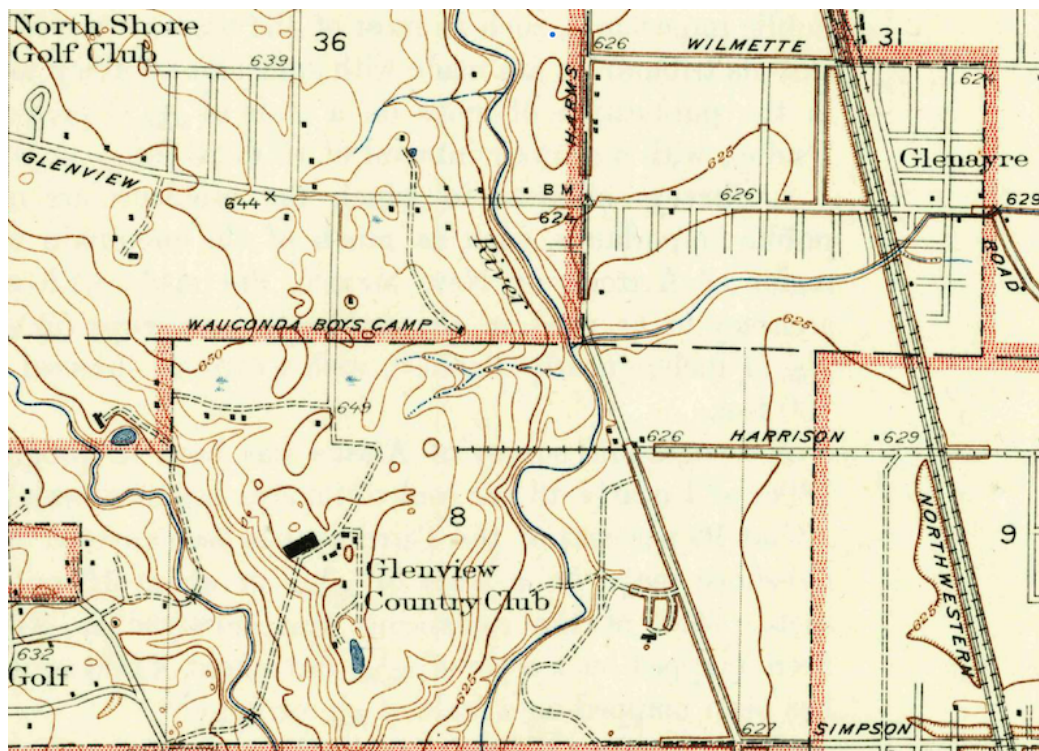 North Shore
Golf Club
36
639
626
WILMETTE
31
GLENVIEW
HARMS
644
BM
624
625
626
Glenayre
629
River
ROAD
WAUCONDA BOYS CAMP
625
650
649
626
HARRISON
629
8
9
Glenview
Country Club
NORTHWESTERN
625
632
Golf
625
627
SIMPSON